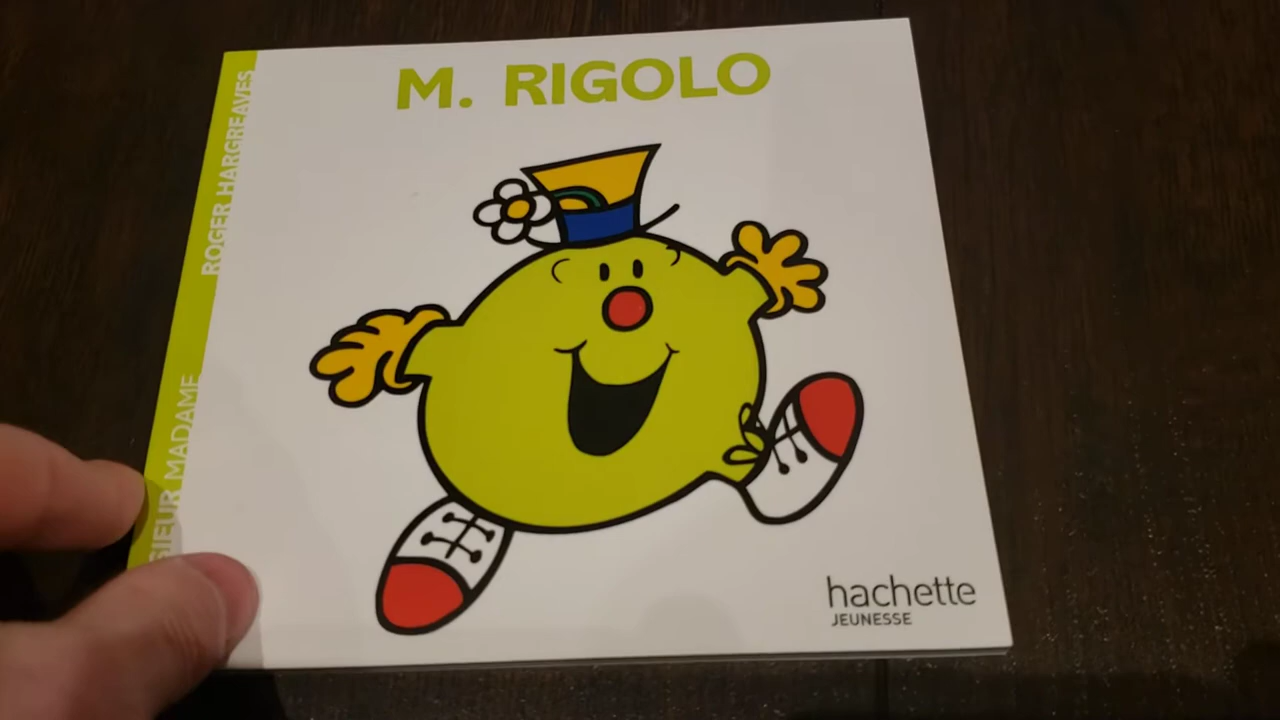 M. RIGOLO
ROGER HARGREAVES
MADAME
hachette
JEUNESSE